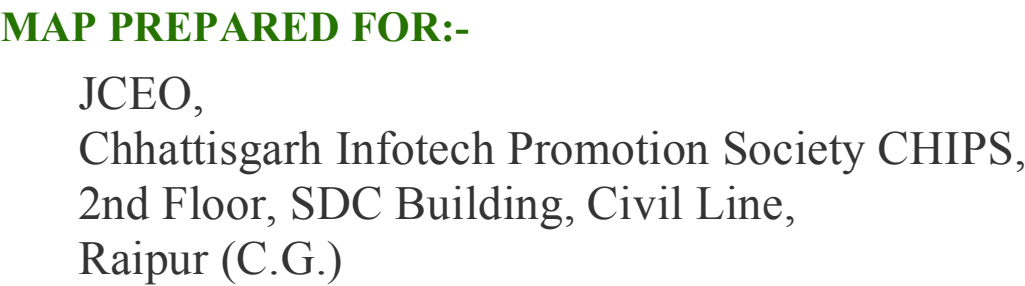 MAP PREPARED FOR:-
JCEO,
Chhattisgarh Infotech Promotion Society CHIPS,
2nd Floor, SDC Building, Civil Line,
Raipur (C.G.)